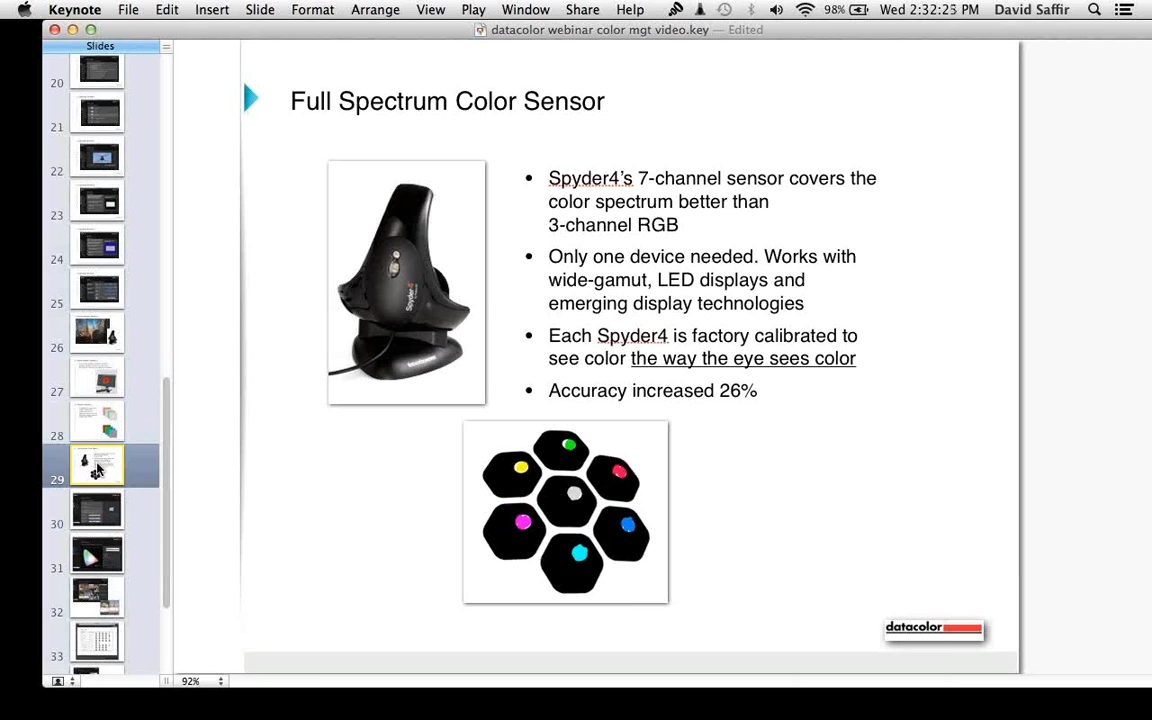 Keynote File Edit Insert Slide Format Arrange View Play Window Share Help 98% Wed 2:32:23 PM David Saffir
datacolor webinar color mgt video.key — Edited
Slides
20
21
22
23
24
25
26
27
28
29
30
31
32
33
Full Spectrum Color Sensor
• Spyder4’s 7-channel sensor covers the
color spectrum better than
3-channel RGB
• Only one device needed. Works with
wide-gamut, LED displays and
emerging display technologies
• Each Spyder4 is factory calibrated to
see color the way the eye sees color
• Accuracy increased 26%
datacolor
92%